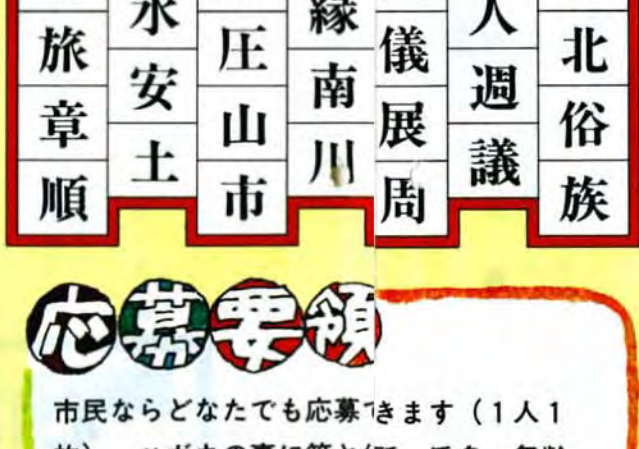 北俗族
人週議
儀展周
縁南川
圧山市
安土
旅章順
応募要領
市民ならどなたでも応募できます（1人1